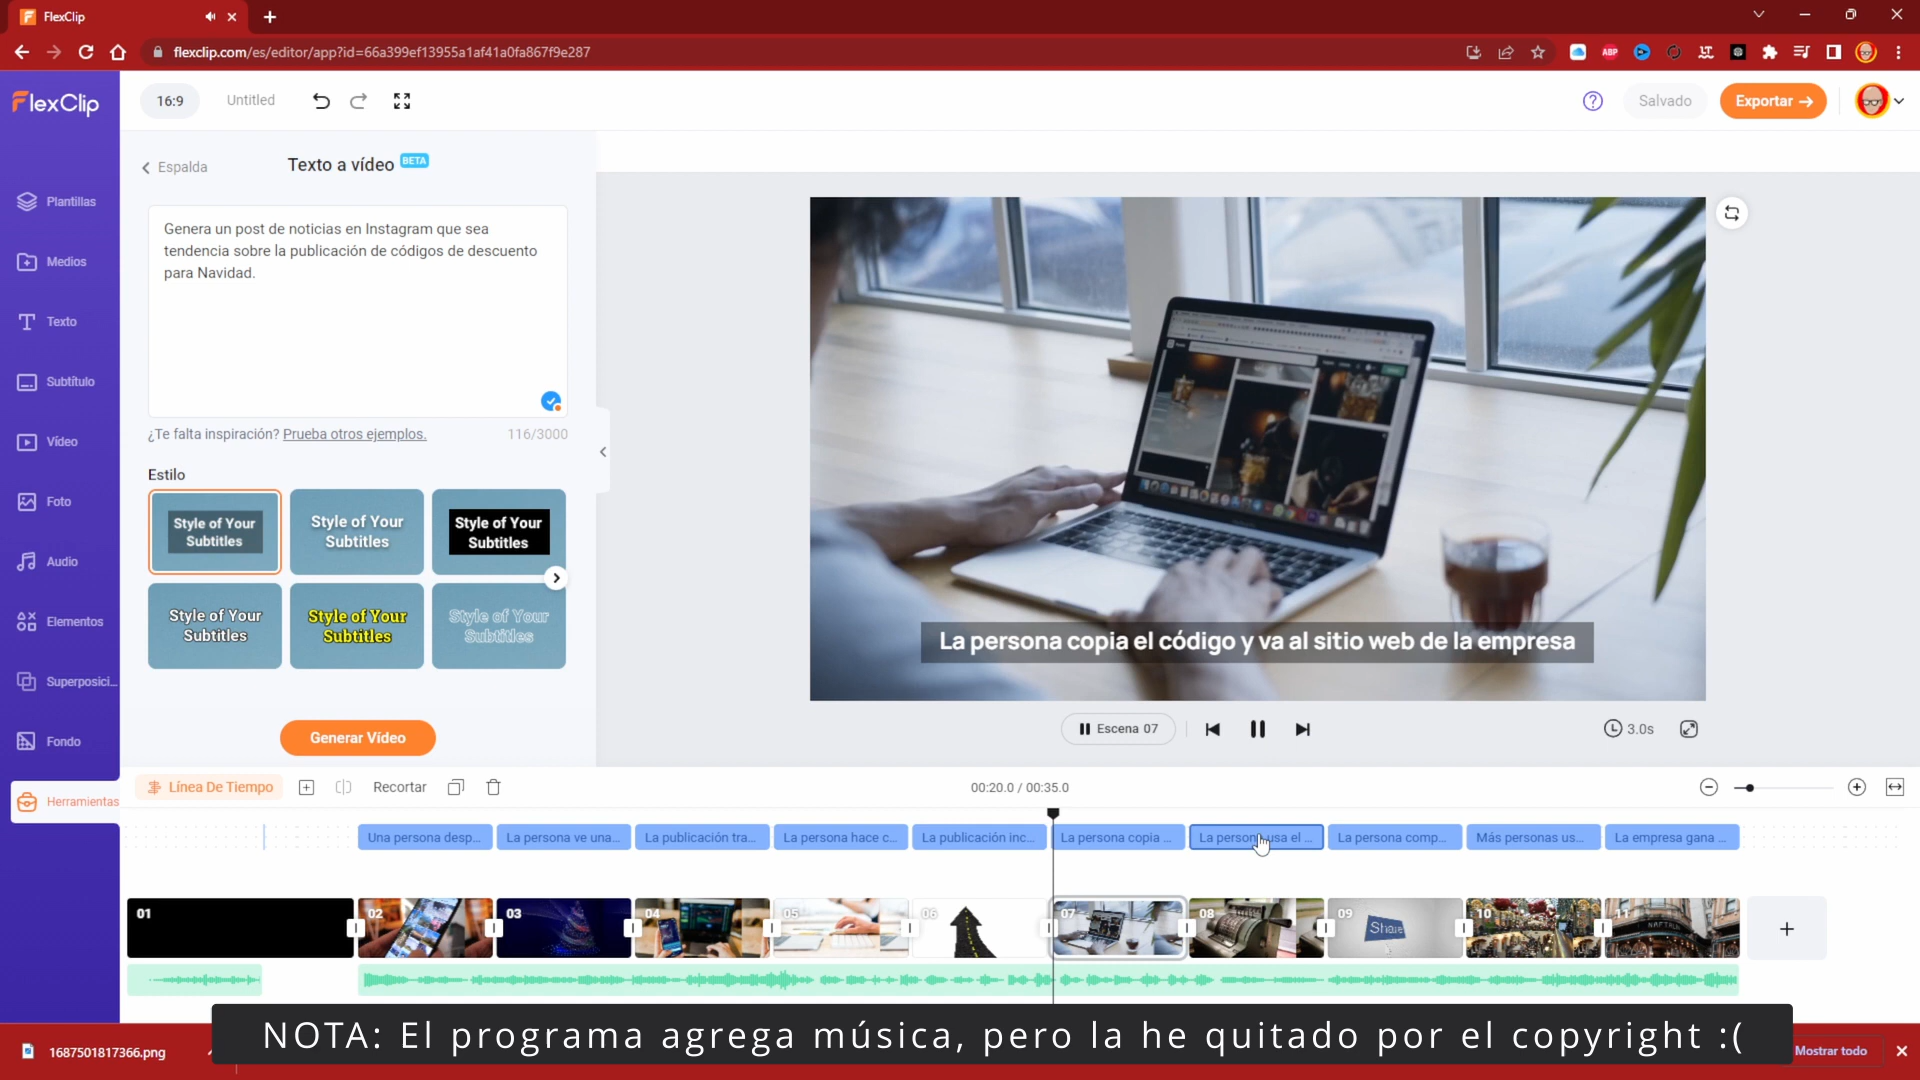 FlexClip
flexclip.com/es/editor/app?id=66a399ef13955a1af41a0fa867f9e287
ABP
FlexClip
16:9
Untitled
Salvado
Exportar
Espalda
Texto a vídeo BETA
Plantillas
Medios
Texto
Subtítulo
Vídeo
Foto
Audio
Elementos
Superposici...
Fondo
Herramientas
Genera un post de noticias en Instagram que sea
tendencia sobre la publicación de códigos de descuento
para Navidad.
¿Te falta inspiración? Prueba otros ejemplos.
116/3000
Estilo
Style of Your
Subtitles
Style of Your
Subtitles
Style of Your
Subtitles
Style of Your
Subtitles
Style of Your
Subtitles
Style of Your
Subtitles
Generar Vídeo
La persona copia el código y va al sitio web de la empresa
Escena 07
3.0s
Línea De Tiempo
Recortar
00:20.0 / 00:35.0
Una persona desp...
La persona ve una...
La publicación tra...
La persona hace c...
La publicación inc...
La persona copia ...
La persona usa el ...
La persona comp...
Más personas us...
La empresa gana ...
01
02
03
04
05
06
07
08
09
Share
10
11
NOTA: El programa agrega música, pero la he quitado por el copyright :(
1687501817366.png
Mostrar todo